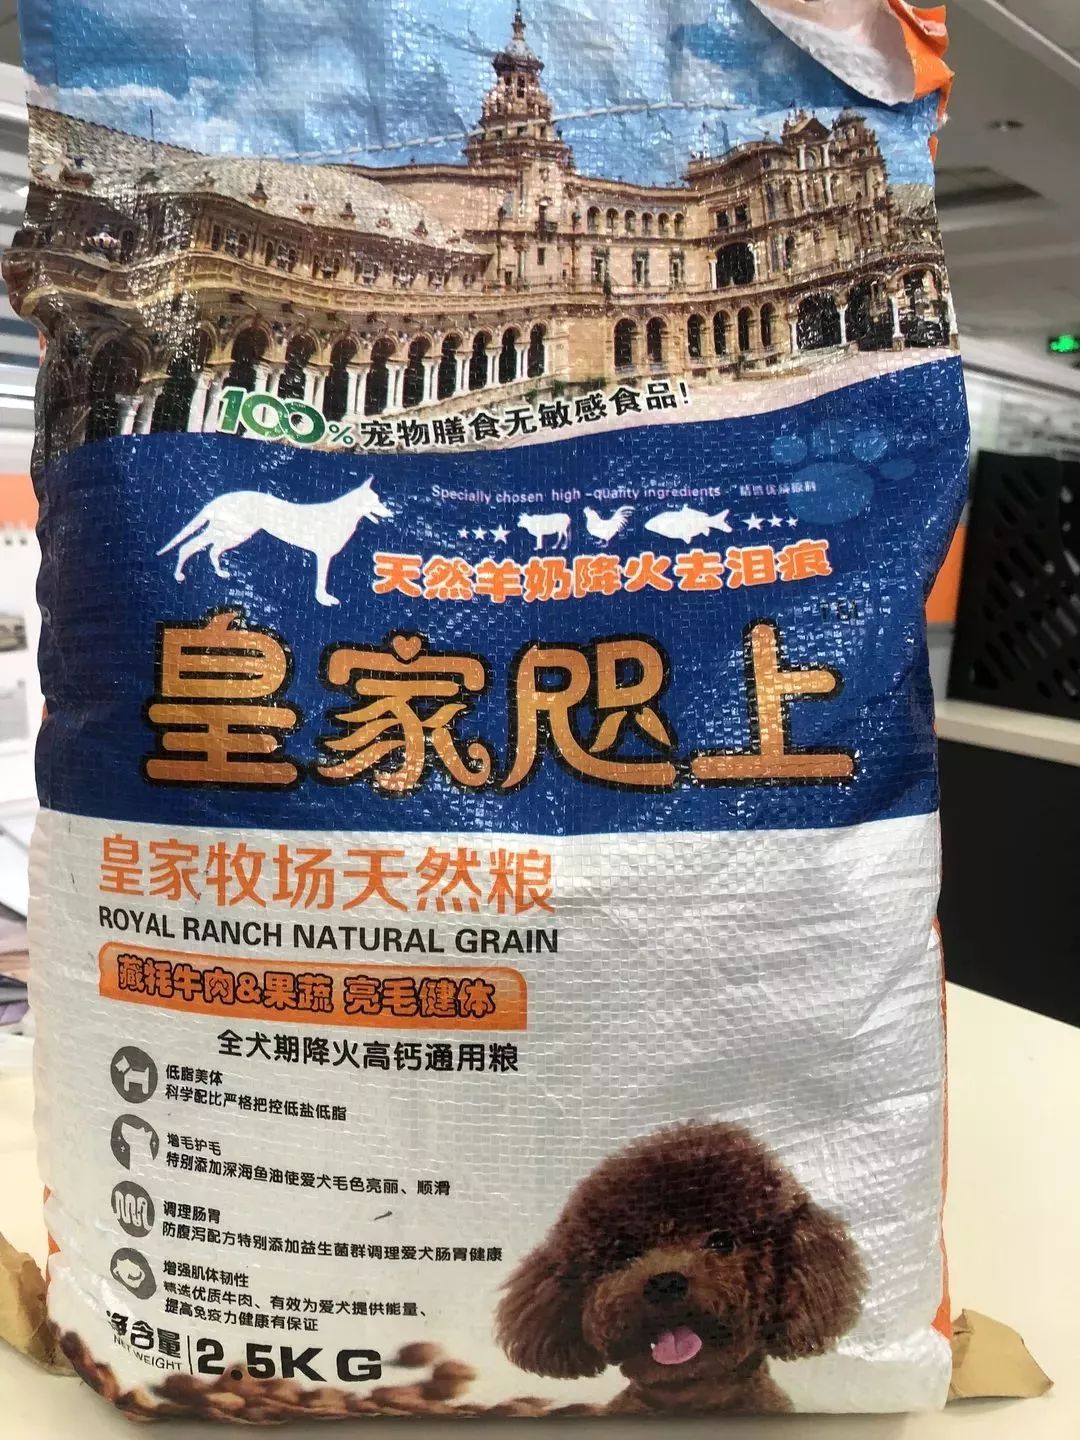 100%宠物膳食无敏感食品!
Specially chosen high-quality ingredients
天然羊奶降火去泪痕
皇家咫上
皇家牧场天然粮
ROYAL RANCH NATURAL GRAIN
藏牦牛肉&果蔬 亮毛健体
全犬期降火高钙通用粮
低脂美体
科学配比严格把控低盐低脂
增毛护毛
特别添加深海鱼油使爱犬毛色亮丽、顺滑
调理肠胃
防腹泻配方特别添加益生菌群调理爱犬肠胃健康
增强肌体韧性
甄选优质牛肉、有效为爱犬提供能量、
提高免疫力健康有保证
净含量
NET WEIGHT
2.5KG